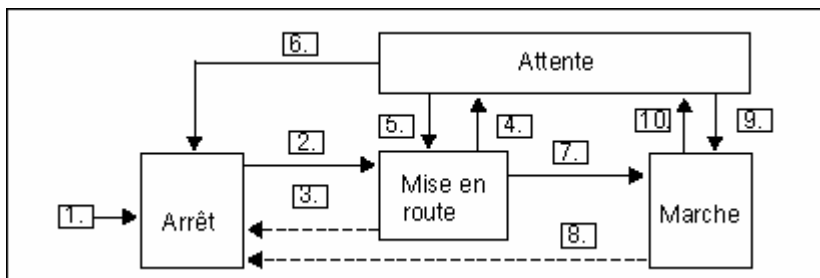 6.
Attente
5.
4.
10.
9.
2.
7.
3.
Mise en
route
1.
Arrêt
Marche
8.